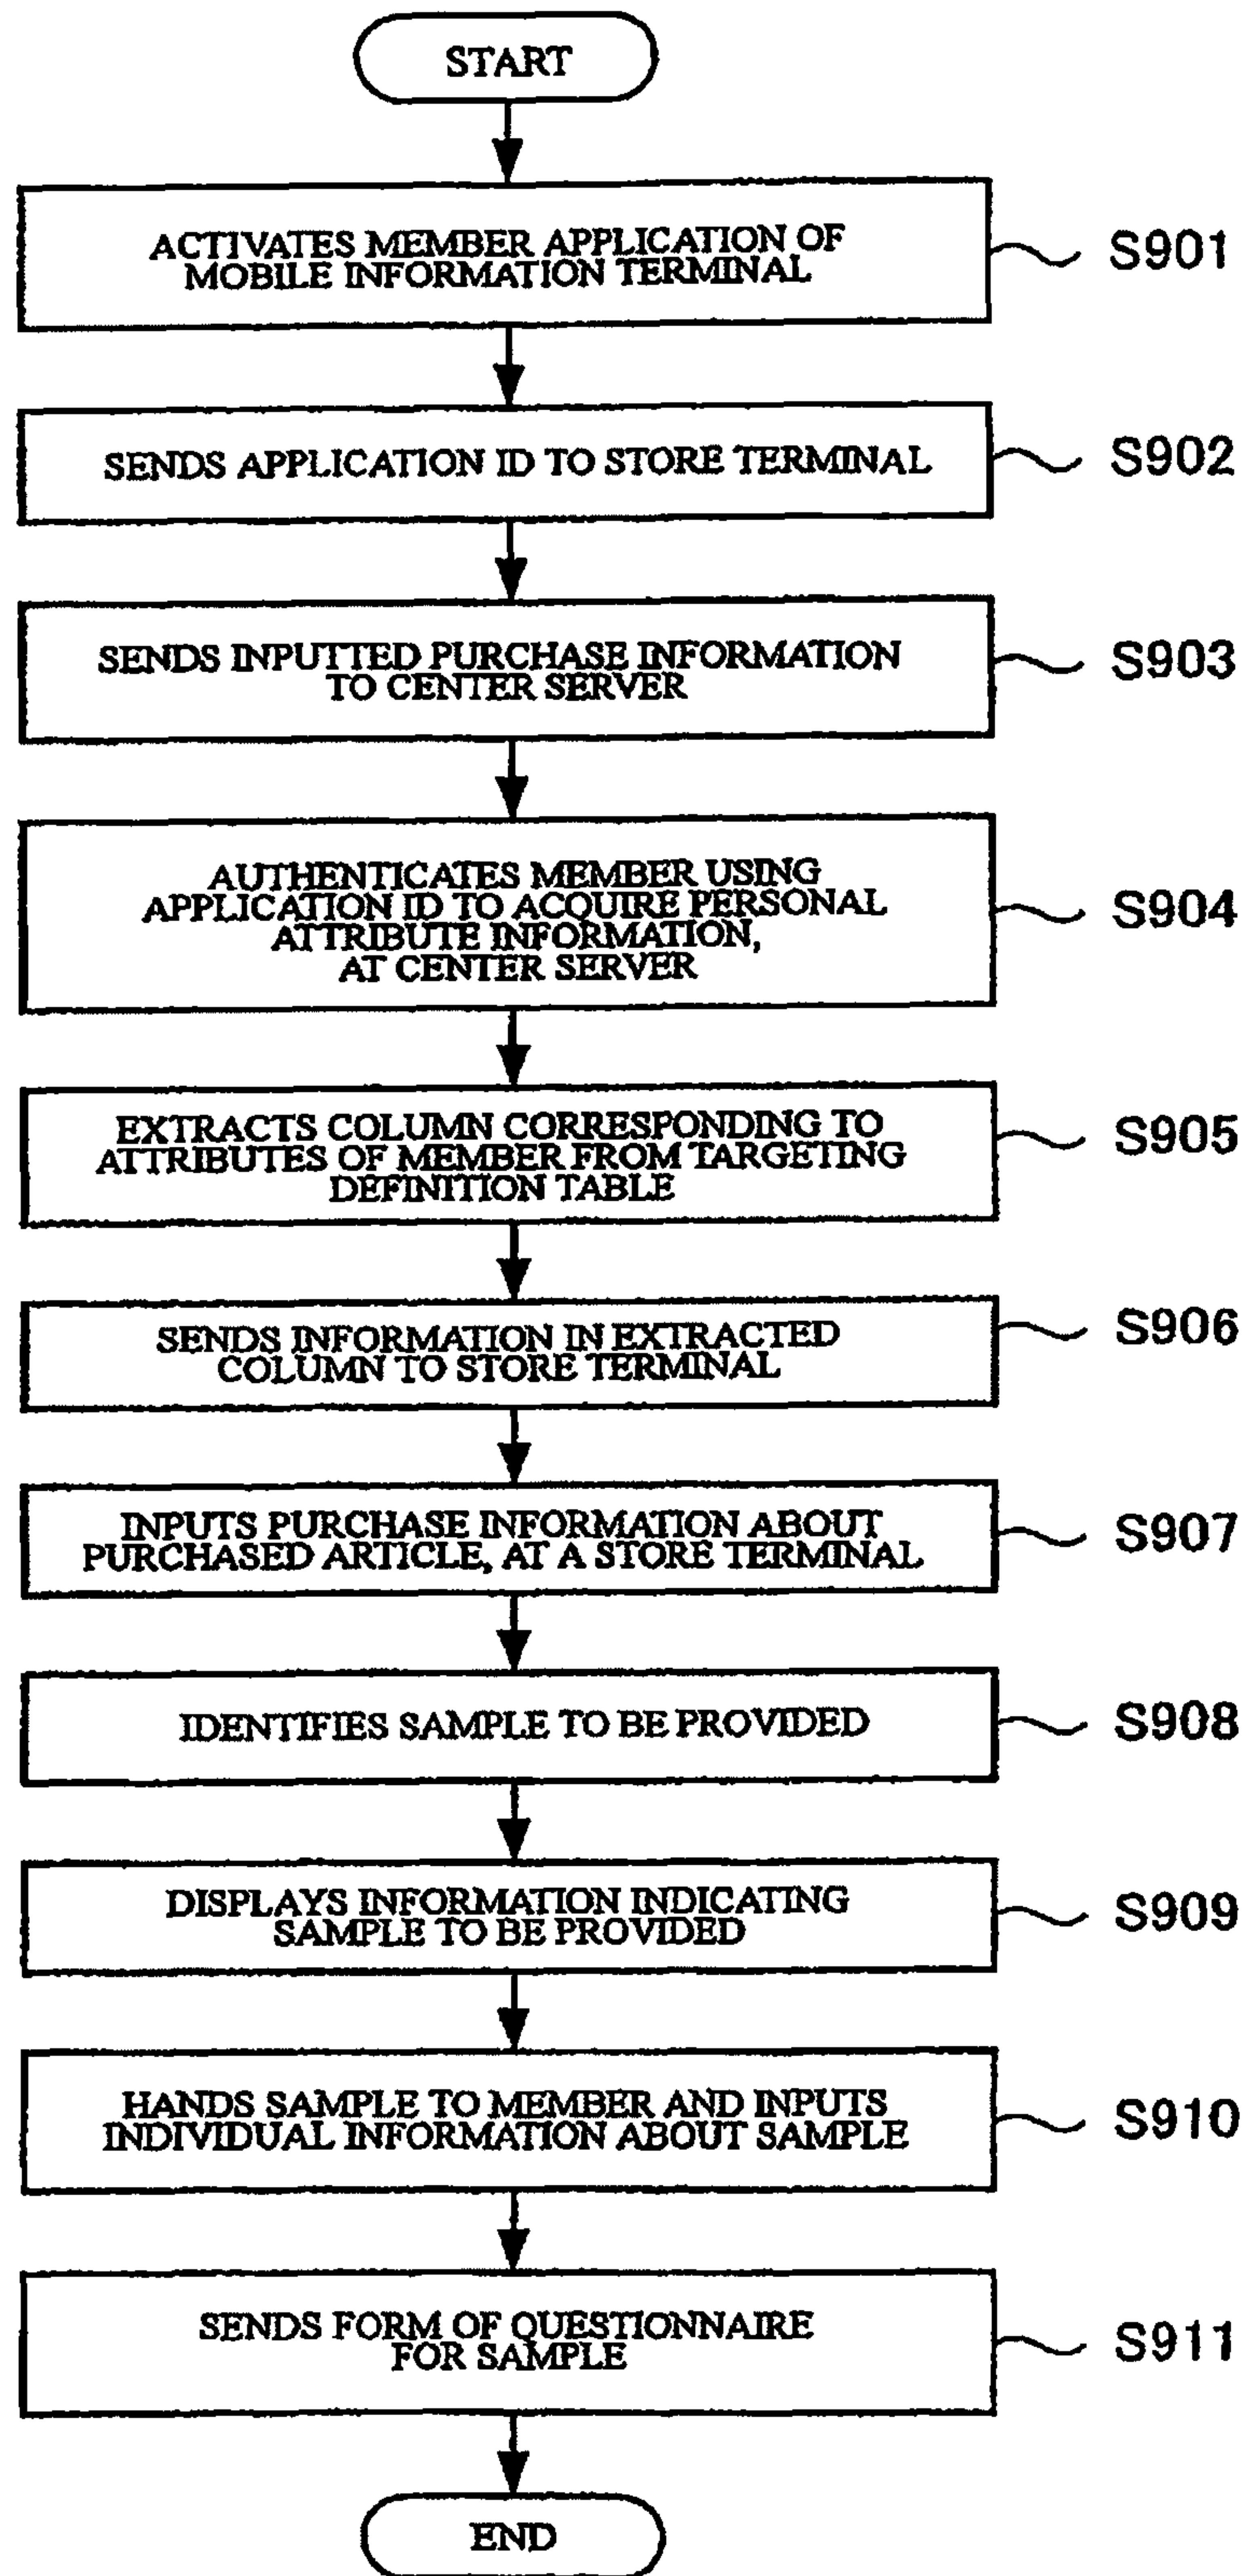 START
ACTIVATES MEMBER APPLICATION OF
MOBILE INFORMATION TERMINAL
S901
SENDS APPLICATION ID TO STORE TERMINAL
S902
SENDS INPUTTED PURCHASE INFORMATION
TO CENTER SERVER
S903
AUTHENTICATES MEMBER USING
APPLICATION ID TO ACQUIRE PERSONAL
ATTRIBUTE INFORMATION,
AT CENTER SERVER
S904
EXTRACTS COLUMN CORRESPONDING TO
ATTRIBUTES OF MEMBER FROM TARGETING
DEFINITION TABLE
S905
SENDS INFORMATION IN EXTRACTED
COLUMN TO STORE TERMINAL
S906
INPUTS PURCHASE INFORMATION ABOUT
PURCHASED ARTICLE, AT A STORE TERMINAL
S907
IDENTIFIES SAMPLE TO BE PROVIDED
S908
DISPLAYS INFORMATION INDICATING
SAMPLE TO BE PROVIDED
S909
HANDS SAMPLE TO MEMBER AND INPUTS
INDIVIDUAL INFORMATION ABOUT SAMPLE
S910
SENDS FORM OF QUESTIONNAIRE
FOR SAMPLE
S911
END